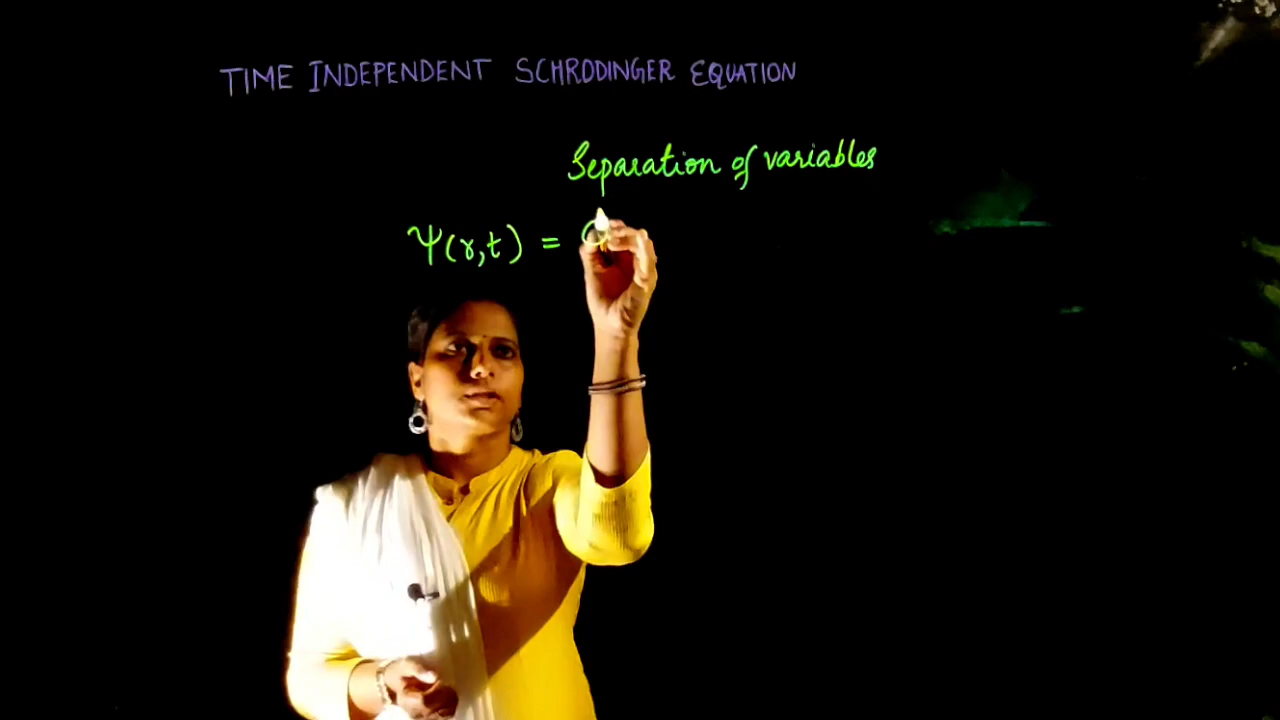 TIME INDEPENDENT SCHRODINGER EQUATION
Separation of variables
Ψ(r,t) =